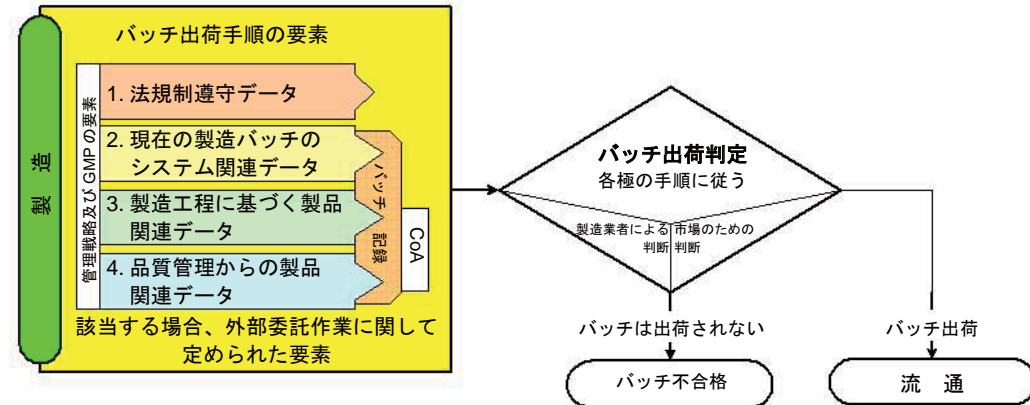 製造
バッチ出荷手順の要素
管理戦略及び GMP の要素
1. 法規制遵守データ
2. 現在の製造バッチの
システム関連データ
3. 製造工程に基づく製品
関連データ
4. 品質管理からの製品
関連データ
バッチ記録
CoA
該当する場合、外部委託作業に関して
定められた要素
バッチ出荷判定
各極の手順に従う
製造業者による
判断
市場のための
判断
バッチは出荷されない
バッチ不合格
バッチ出荷
流通